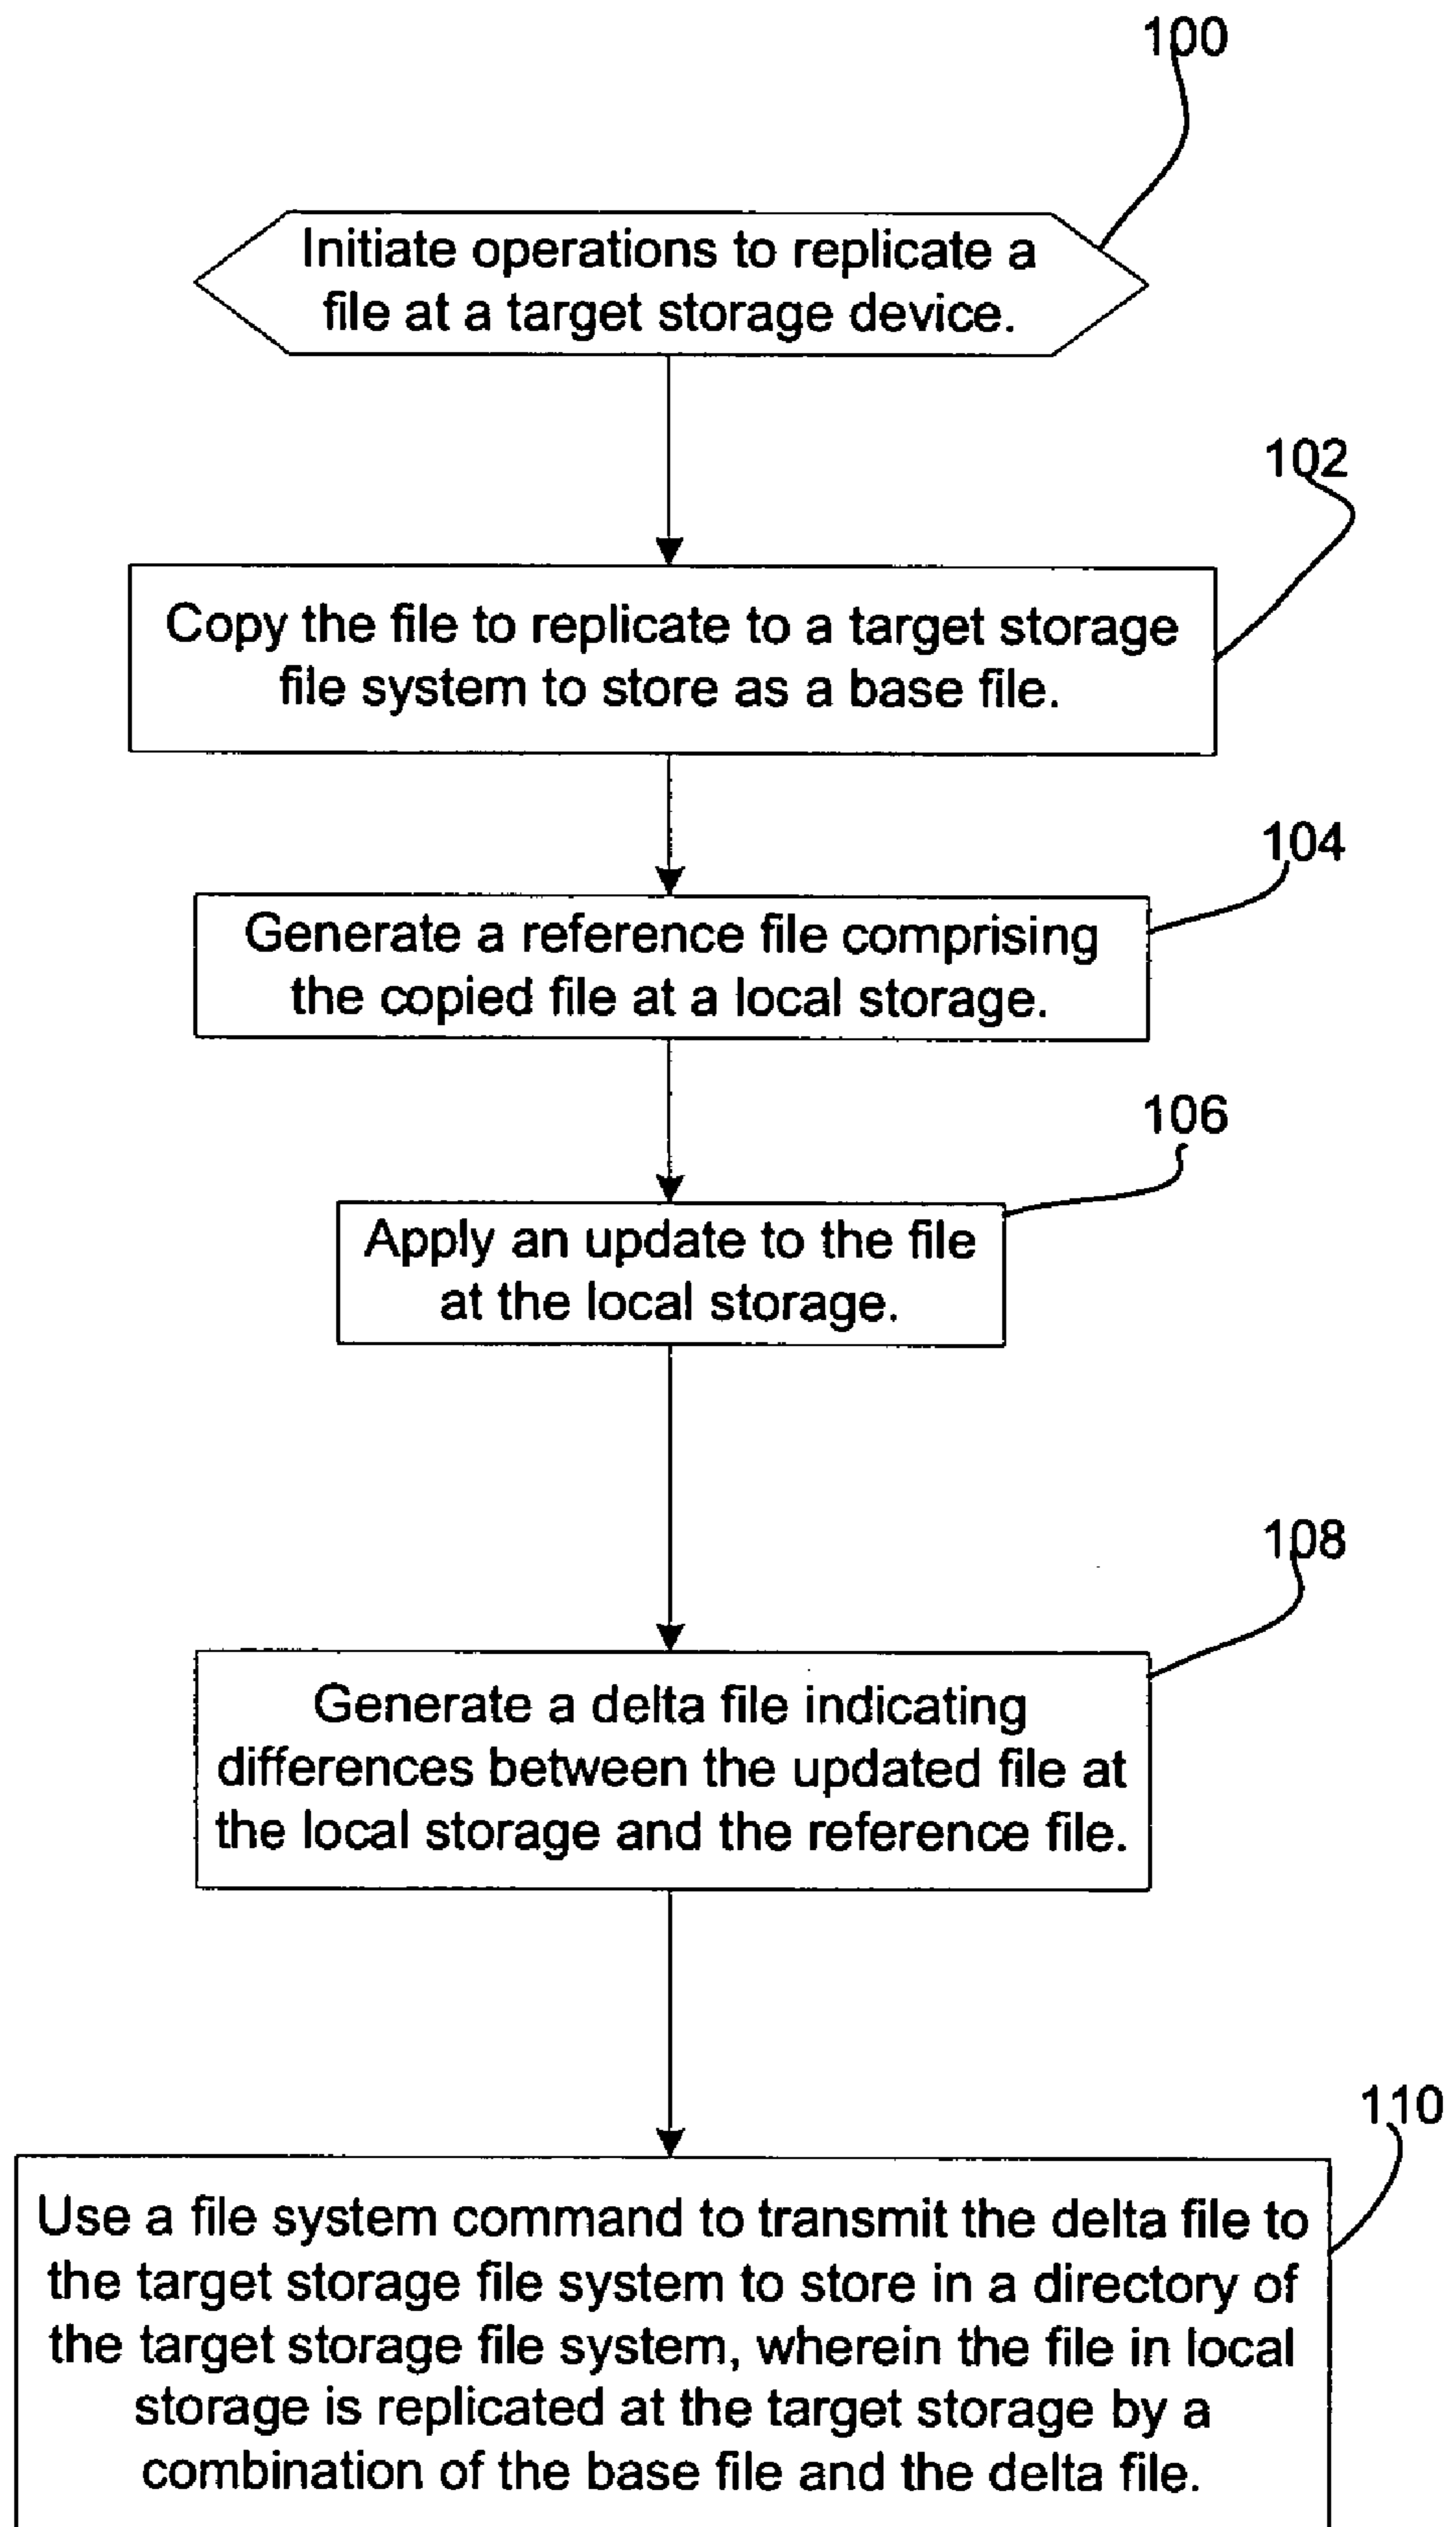 100
Initiate operations to replicate a
file at a target storage device.
102
Copy the file to replicate to a target storage
file system to store as a base file.
104
Generate a reference file comprising
the copied file at a local storage.
106
Apply an update to the file
at the local storage.
108
Generate a delta file indicating
differences between the updated file at
the local storage and the reference file.
110
Use a file system command to transmit the delta file to
the target storage file system to store in a directory of
the target storage file system, wherein the file in local
storage is replicated at the target storage by a
combination of the base file and the delta file.